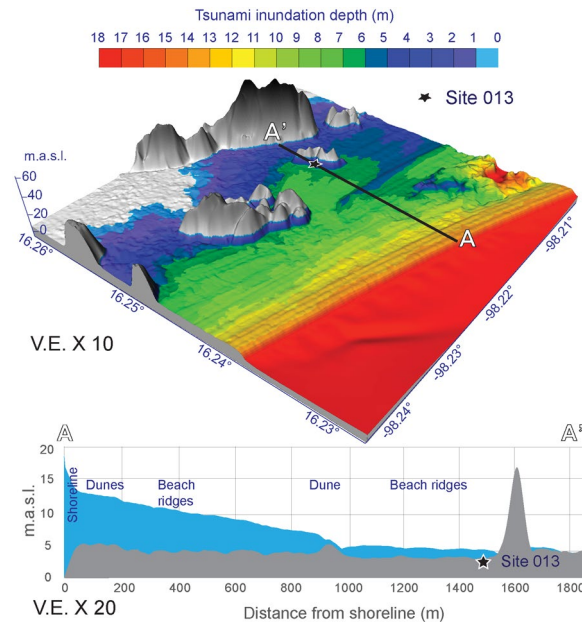 Tsunami inundation depth (m)
18 17 16 15 14 13 12 11 10 9 8 7 6 5 4 3 2 1 0
Site 013
A'
m.a.s.l.
60
40
20
0
A
16.26°
16.25°
16.24°
16.23°
-98.21°
-98.22°
-98.23°
-98.24°
V.E. X 10
A
A'
20
15
10
5
0
m.a.s.l.
Shoreline
Dunes
Beach
ridges
Dune
Beach ridges
Site 013
0 200 400 600 800 1000 1200 1400 1600 1800
V.E. X 20
Distance from shoreline (m)